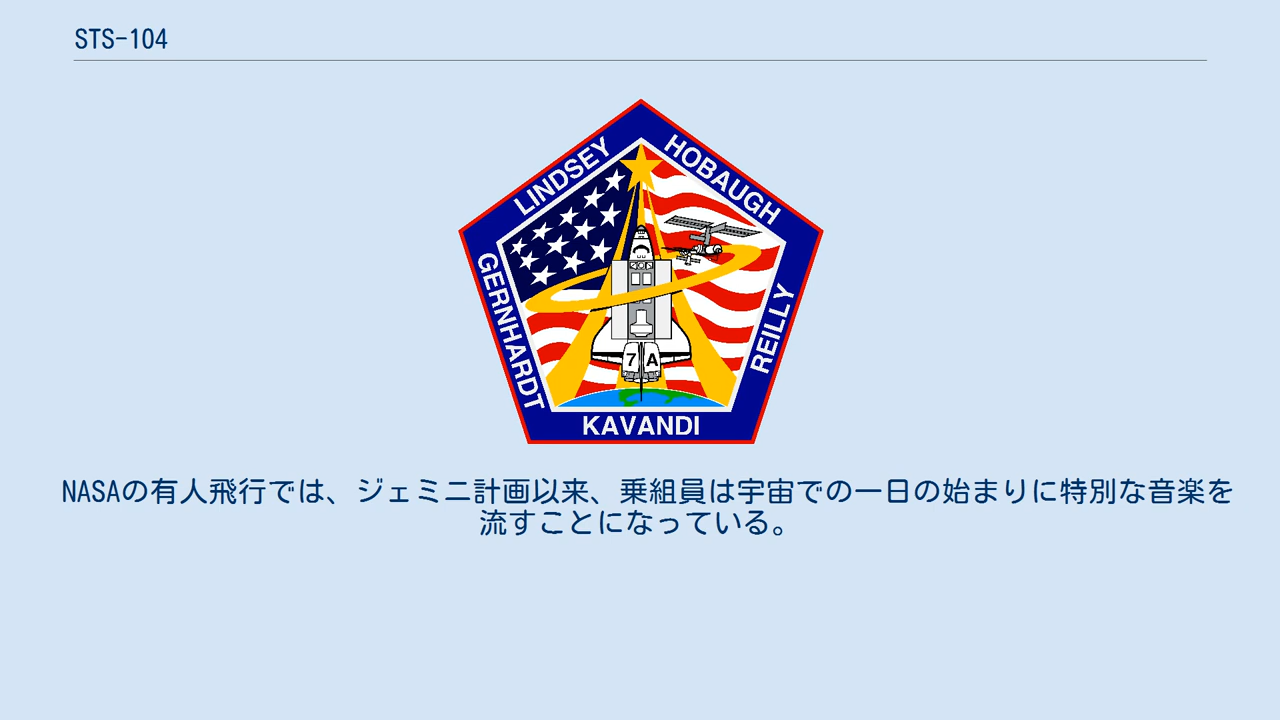 STS-104
LINDSEY
HOBAUGH
GERNHARDT
REILLY
7 A
KAVANDI
NASAの有人飛行では、ジェミニ計画以来、乗組員は宇宙での一日の始まりに特別な音楽を
流すことになっている。